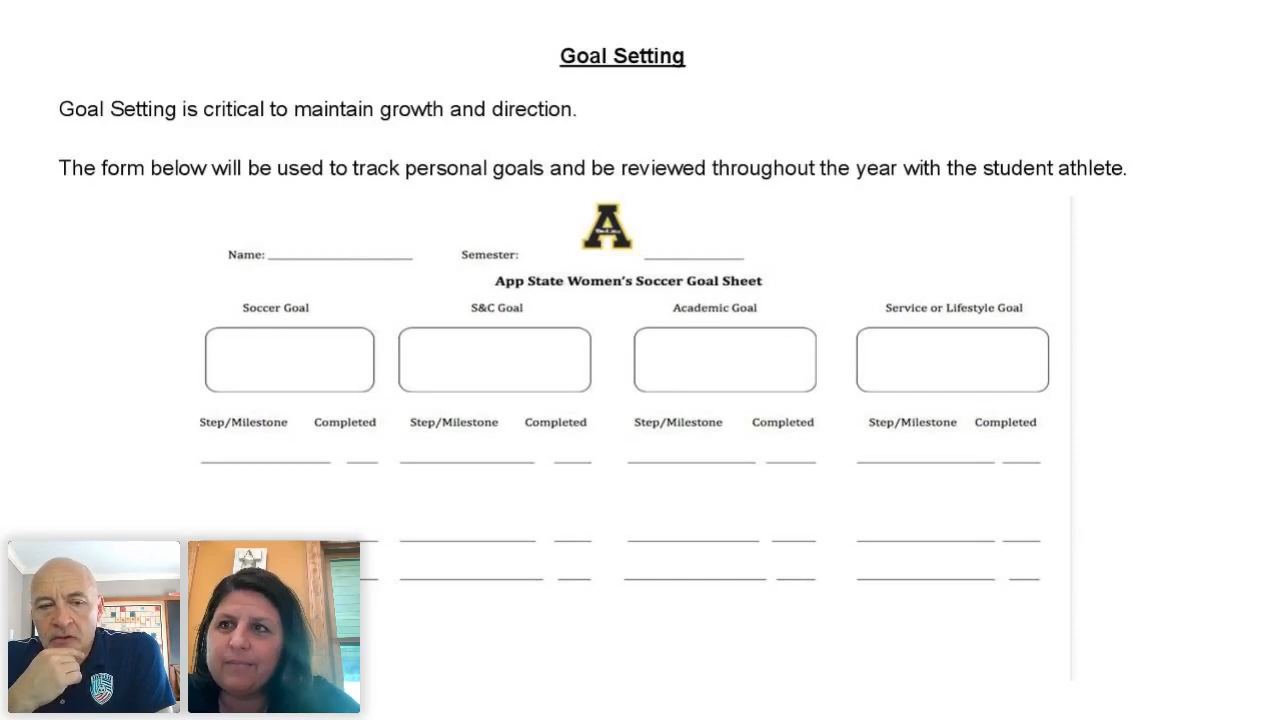 Goal Setting
Goal Setting is critical to maintain growth and direction.
The form below will be used to track personal goals and be reviewed throughout the year with the student athlete.
A
Name: Semester:
App State Women's Soccer Goal Sheet
Soccer Goal S&C Goal Academic Goal Service or Lifestyle Goal
Step/Milestone Completed Step/Milestone Completed Step/Milestone Completed Step/Milestone Completed